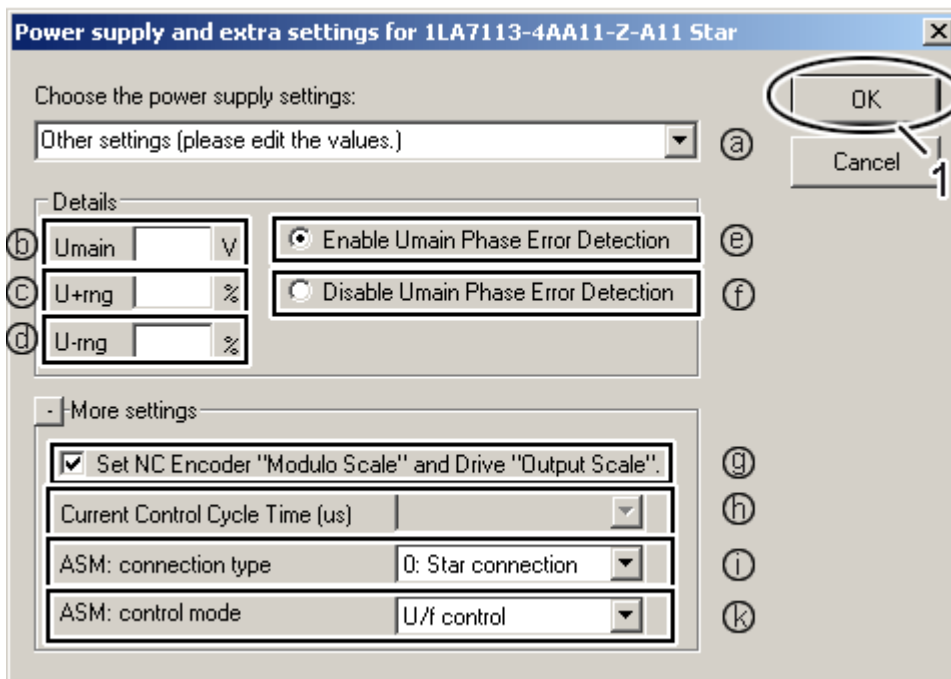 Power supply and extra settings for 1LA7113-4AA11-Z-A11 Star
Choose the power supply settings:
OK
Other settings (please edit the values.)
a
Cancel
1
Details
b Umain V
Enable Umain Phase Error Detection e
c U+rng %
Disable Umain Phase Error Detection f
d U-rng %
- More settings
Set NC Encoder "Modulo Scale" and Drive "Output Scale". g
Current Control Cycle Time (us) h
ASM: connection type 0: Star connection i
ASM: control mode U/f control k